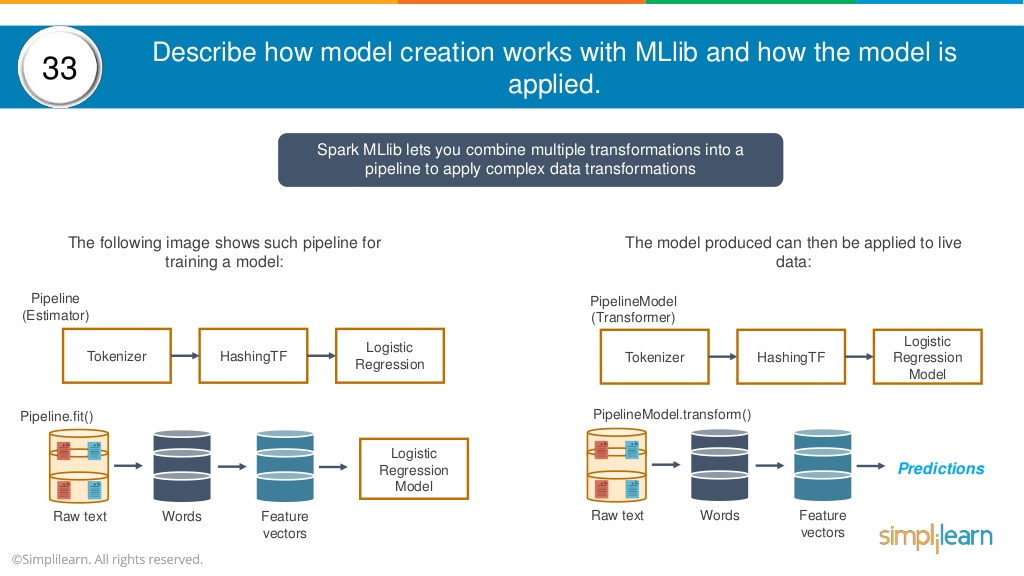 33
Describe how model creation works with MLlib and how the model is
applied.
Spark MLlib lets you combine multiple transformations into a
pipeline to apply complex data transformations
The following image shows such pipeline for
training a model:
Pipeline
(Estimator)
Tokenizer
HashingTF
Logistic
Regression
Pipeline.fit()
Logistic
Regression
Model
Raw text
Words
Feature
vectors
The model produced can then be applied to live
data:
PipelineModel
(Transformer)
Tokenizer
HashingTF
Logistic
Regression
Model
PipelineModel.transform()
Predictions
Raw text
Words
Feature
vectors
simplilearn
©Simplilearn. All rights reserved.